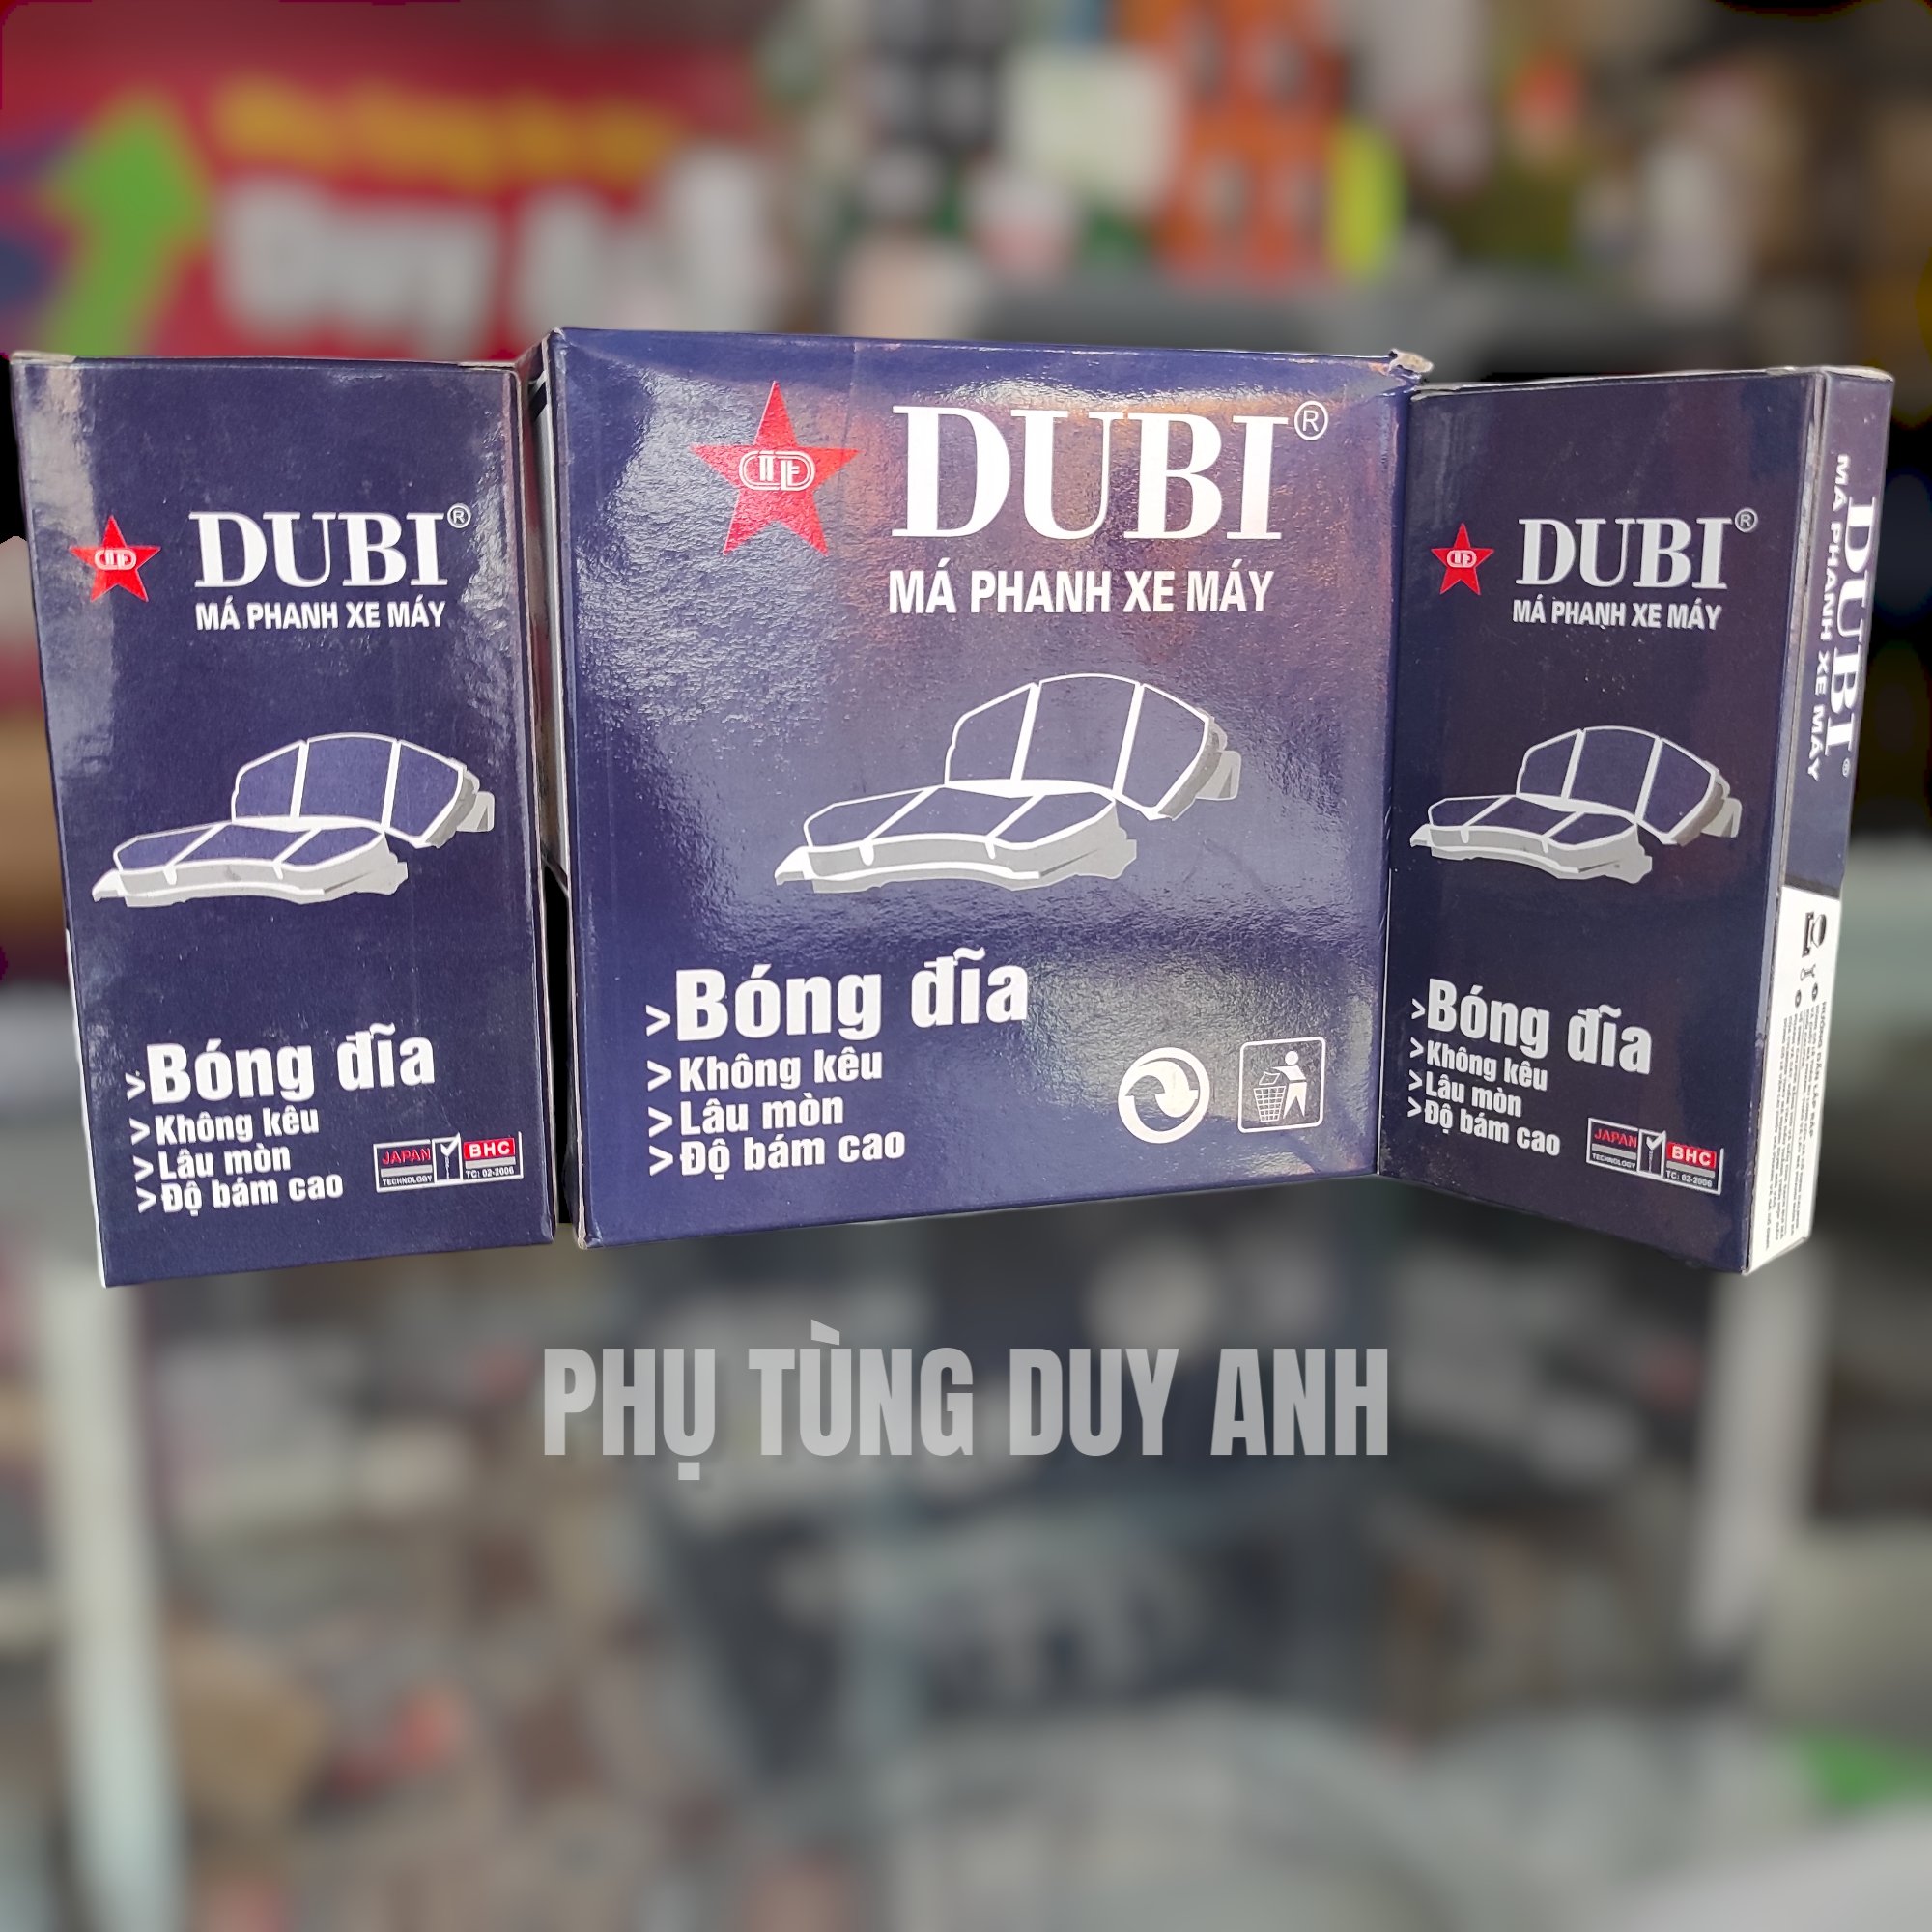 DUBI®
MÁ PHANH XE MÁY
>Bóng đĩa
>Không kêu
>Lâu mòn
>Độ bám cao
JAPAN
TECHNOLOGY
BHC
TC: 02-2006
DUBI®
MÁ PHANH XE MÁY
>Bóng đĩa
>Không kêu
>Lâu mòn
>Độ bám cao
DUBI®
MÁ PHANH XE MÁY
>Bóng đĩa
>Không kêu
>Lâu mòn
>Độ bám cao
JAPAN
TECHNOLOGY
BHC
TC: 02-2006
DUBI®
MÁ PHANH XE MÁY
PHỤ TÙNG DUY ANH